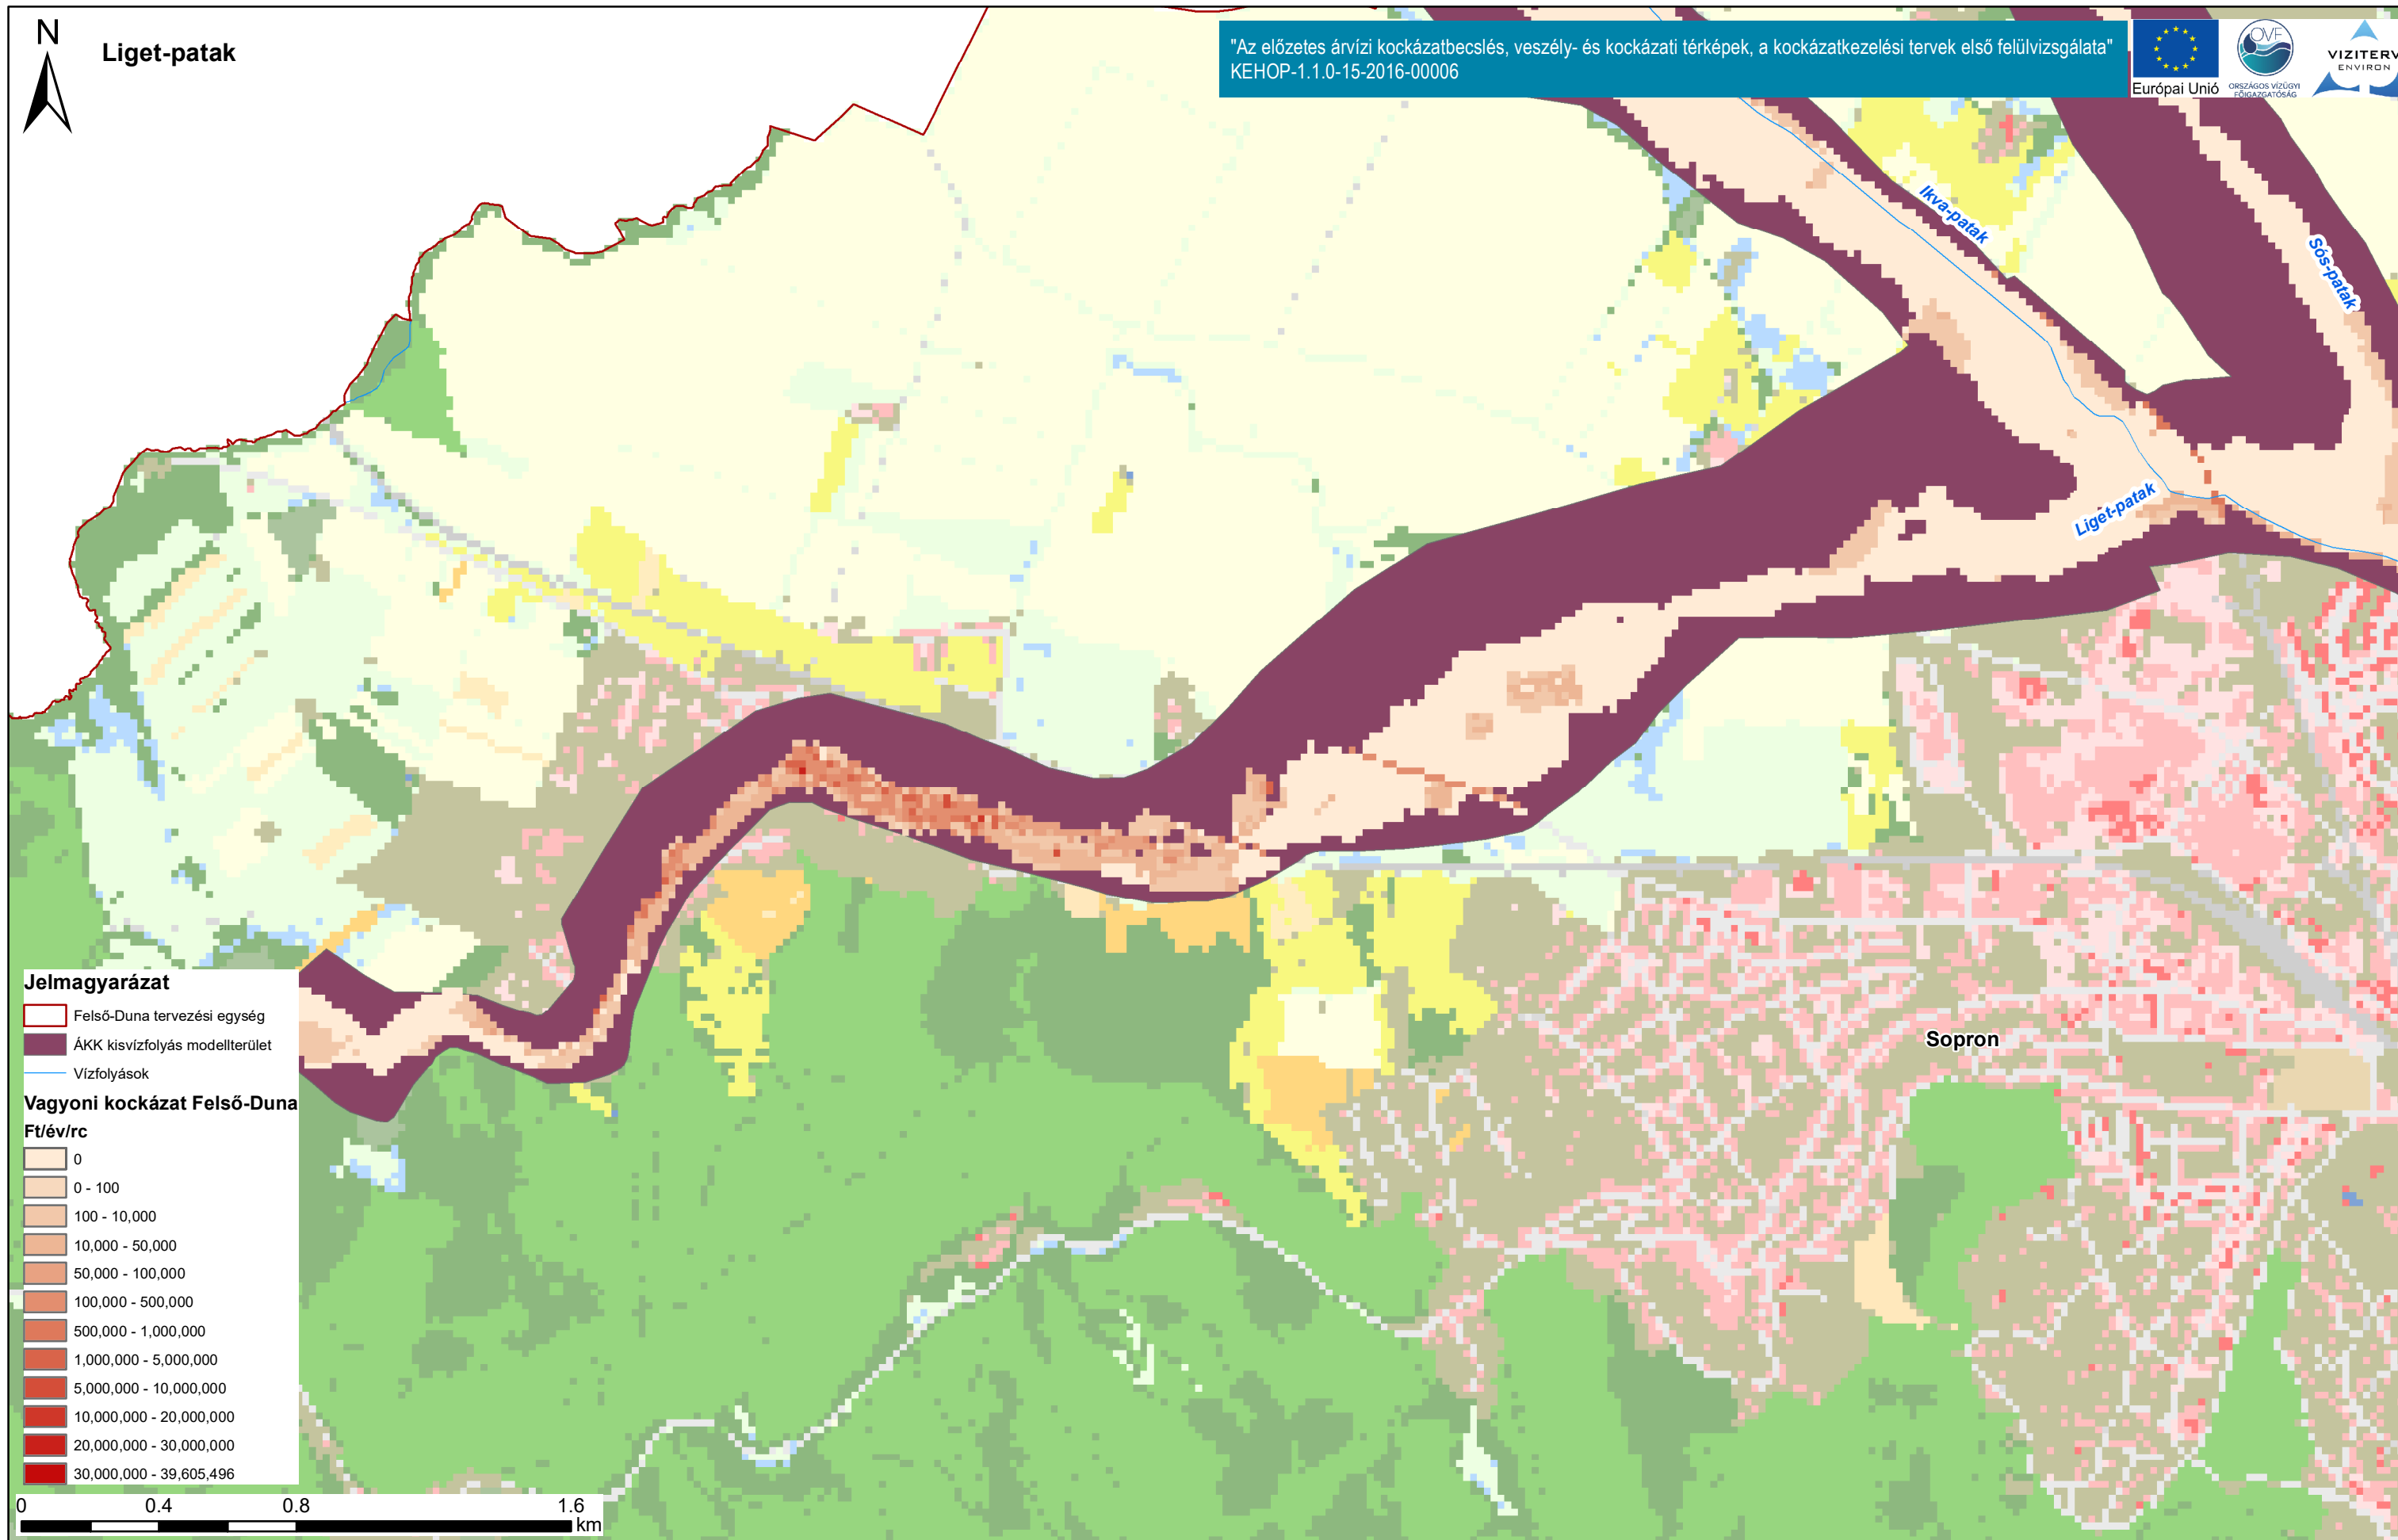 N
Liget-patak
"Az előzetes árvízi kockázatbecslés, veszély- és kockázati térképek, a kockázatkezelési tervek első felülvizsgálata"
KEHOP-1.1.0-15-2016-00006
Európai Unió
OVF
ORSZÁGOS VÍZÜGYI
FŐIGAZGATÓSÁG
VIZITERV
ENVIRON
Ikva-patak
Sós-patak
Liget-patak
Sopron
Jelmagyarázat
Felső-Duna tervezési egység
ÁKK kisvízfolyás modellterület
Vízfolyások
Vagyoni kockázat Felső-Duna
Ft/év/rc
0
0 - 100
100 - 10,000
10,000 - 50,000
50,000 - 100,000
100,000 - 500,000
500,000 - 1,000,000
1,000,000 - 5,000,000
5,000,000 - 10,000,000
10,000,000 - 20,000,000
20,000,000 - 30,000,000
30,000,000 - 39,605,496
0 0.4 0.8 1.6
km